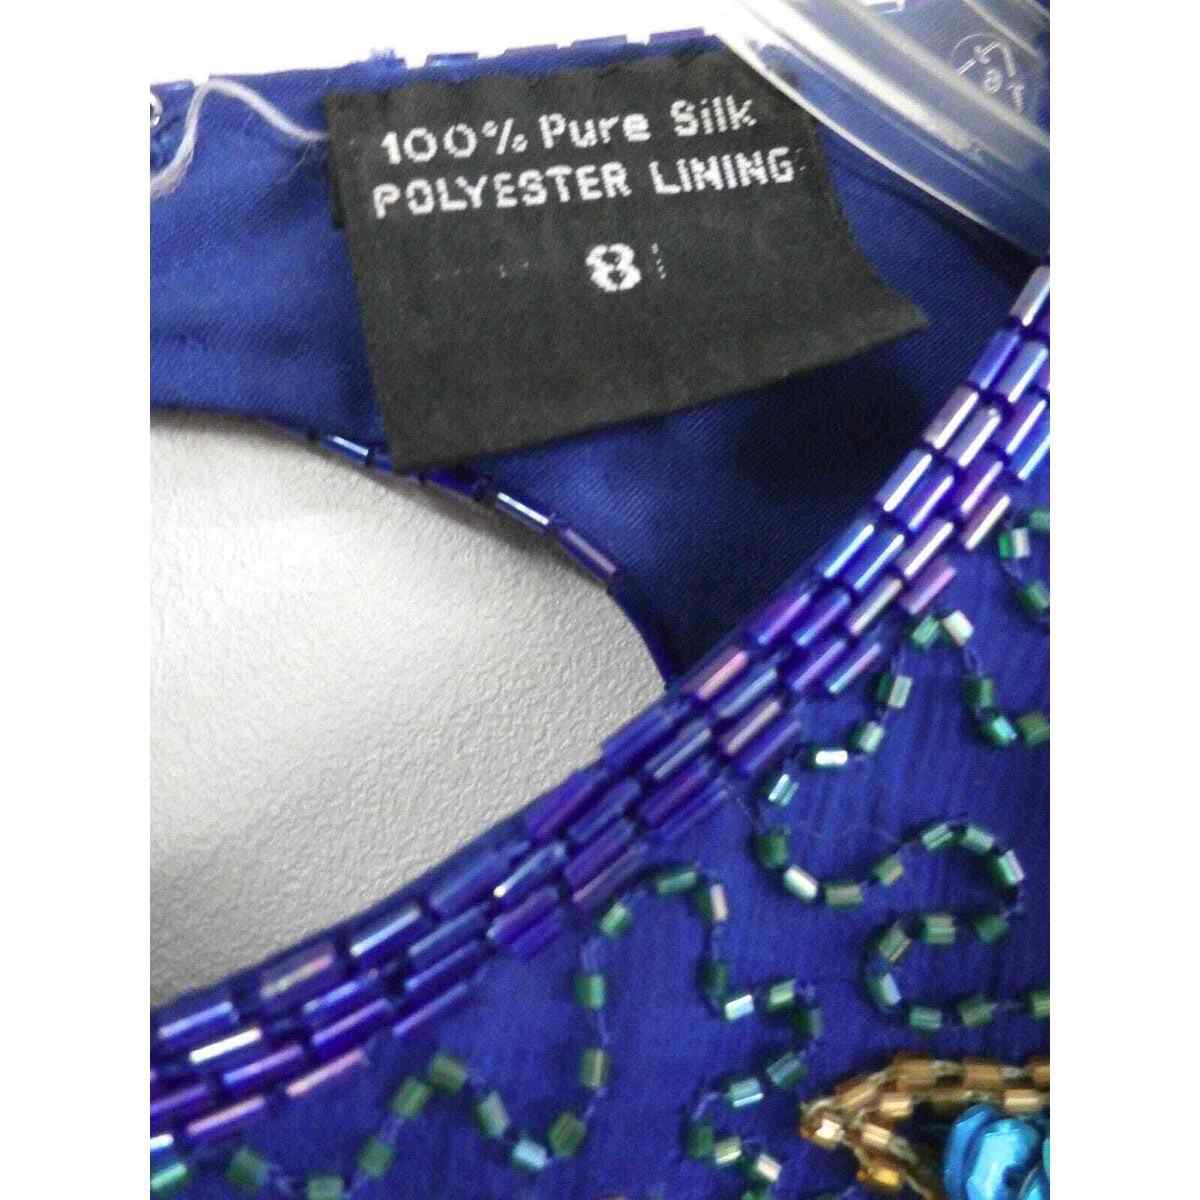 100% Pure Silk
POLYESTER LINING
8